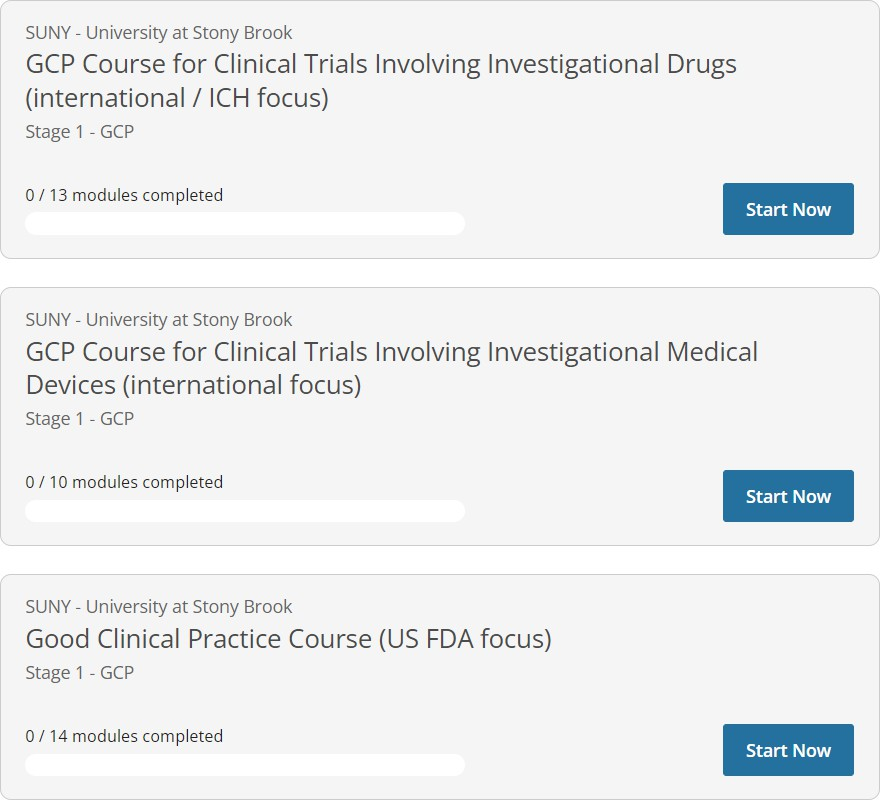 SUNY - University at Stony Brook
GCP Course for Clinical Trials Involving Investigational Drugs
(international / ICH focus)
Stage 1 - GCP
0 / 13 modules completed
Start Now
SUNY - University at Stony Brook
GCP Course for Clinical Trials Involving Investigational Medical
Devices (international focus)
Stage 1 - GCP
0 / 10 modules completed
Start Now
SUNY - University at Stony Brook
Good Clinical Practice Course (US FDA focus)
Stage 1 - GCP
0 / 14 modules completed
Start Now